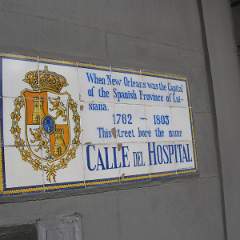 When New Orleans was the Capital
of the Spanish Province of Lui-
siana.
1762 - 1803
This street bore the name
CALLE DEL HOSPITAL